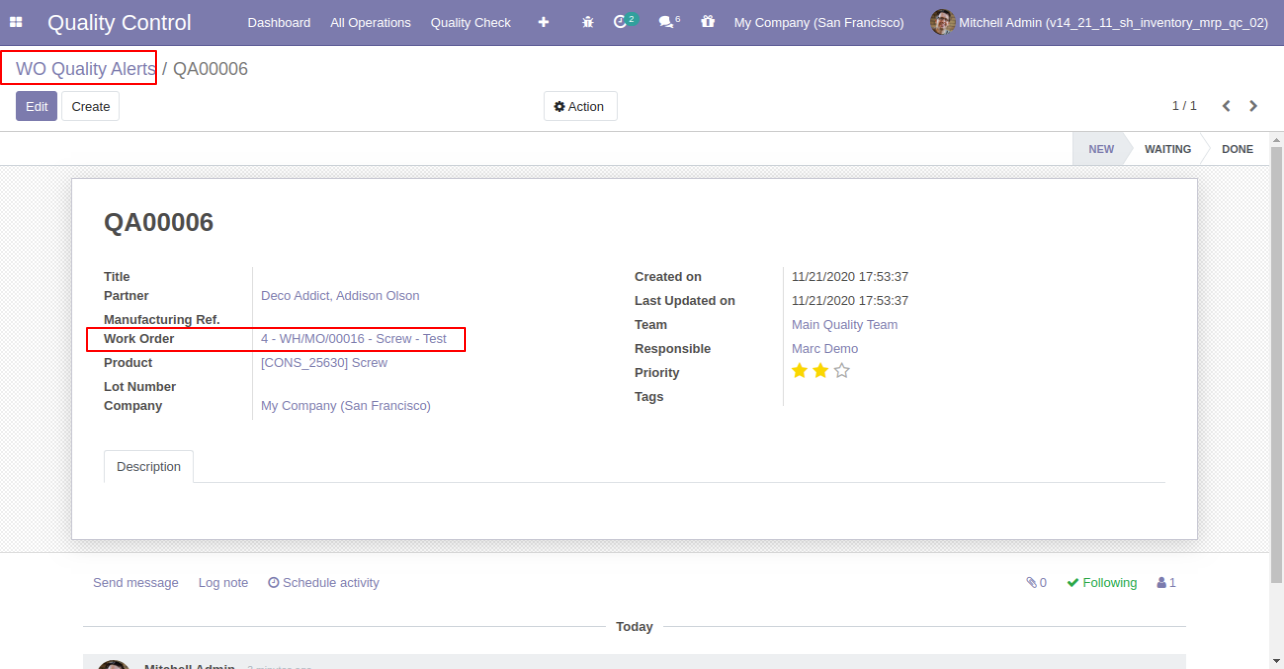 Quality Control Dashboard All Operations Quality Check 2 6 My Company (San Francisco) Mitchell Admin (v14_21_11_sh_inventory_mrp_qc_02)
WO Quality Alerts / QA00006
Edit Create Action 1 / 1
NEW WAITING DONE
QA00006
Title
Partner Deco Addict, Addison Olson
Manufacturing Ref.
Work Order 4 - WH/MO/00016 - Screw - Test
Product [CONS_25630] Screw
Lot Number
Company My Company (San Francisco)
Created on 11/21/2020 17:53:37
Last Updated on 11/21/2020 17:53:37
Team Main Quality Team
Responsible Marc Demo
Priority
Tags
Description
Send message Log note Schedule activity 0 Following 1
Today
Mitchell Admin - 2 minutes ago